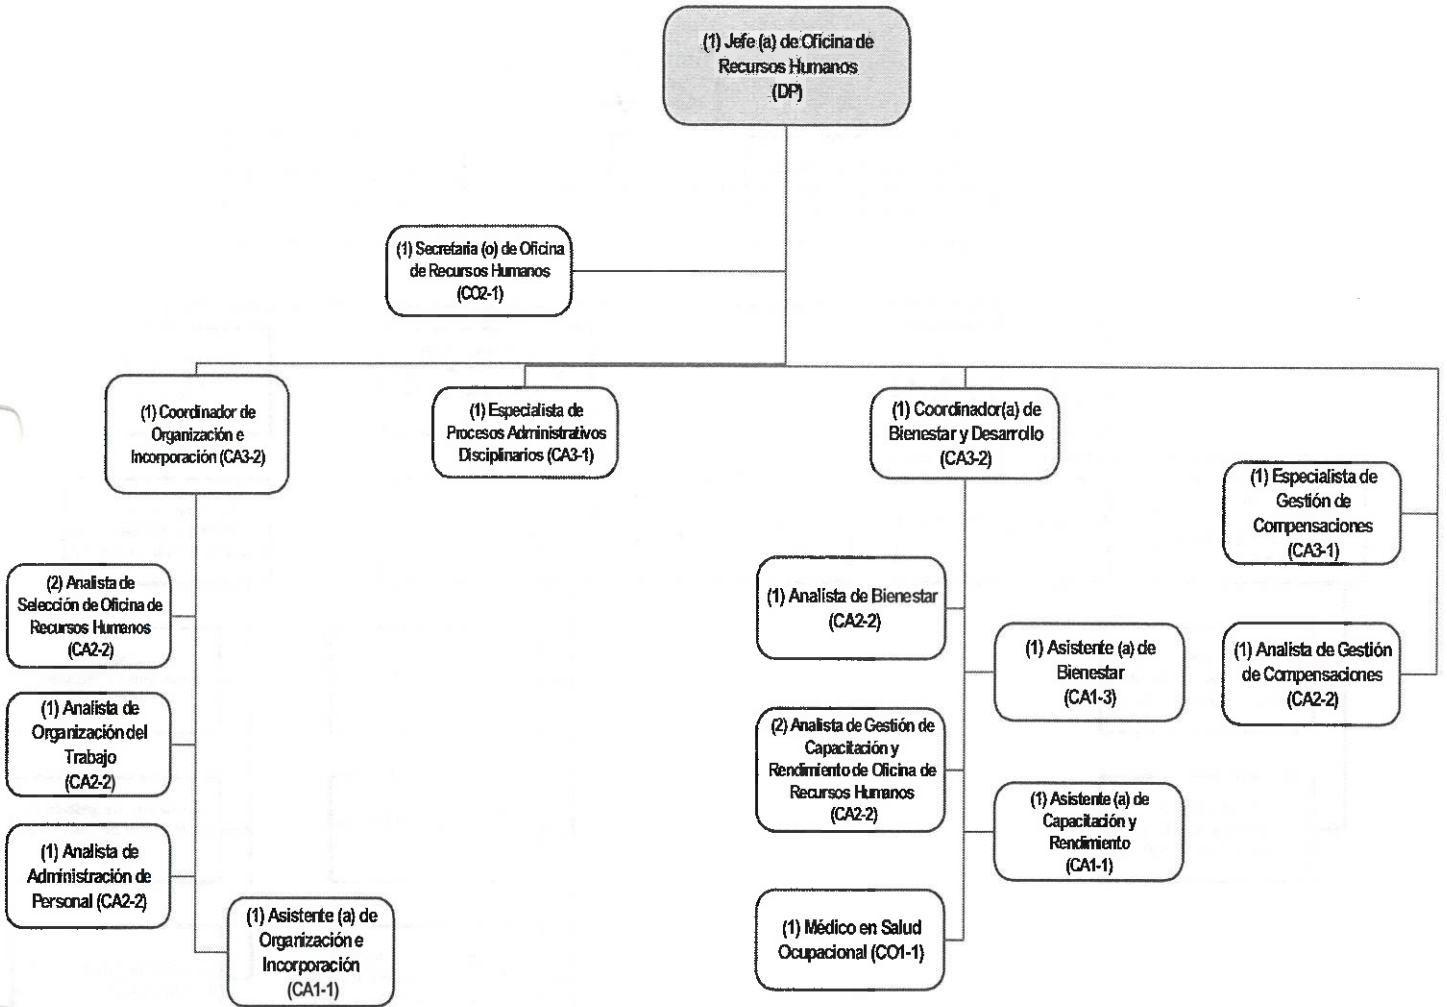 (1) Jefe (a) de Oficina de
Recursos Humanos
(DP)
(1) Secretaria (o) de Oficina
de Recursos Humanos
(CO2-1)
(1) Coordinador de
Organización e
Incorporación (CA3-2)
(1) Especialista de
Procesos Administrativos
Disciplinarios (CA3-1)
(1) Coordinador(a) de
Bienestar y Desarrollo
(CA3-2)
(1) Especialista de
Gestión de
Compensaciones
(CA3-1)
(2) Analista de
Selección de Oficina de
Recursos Humanos
(CA2-2)
(1) Analista de
Organización del
Trabajo
(CA2-2)
(1) Analista de
Administración de
Personal (CA2-2)
(1) Asistente (a) de
Organización e
Incorporación
(CA1-1)
(1) Analista de Bienestar
(CA2-2)
(1) Asistente (a) de
Bienestar
(CA1-3)
(2) Analista de Gestión de
Capacitación y
Rendimiento de Oficina de
Recursos Humanos
(CA2-2)
(1) Asistente (a) de
Capacitación y
Rendimiento
(CA1-1)
(1) Médico en Salud
Ocupacional (CO1-1)
(1) Analista de Gestión
de Compensaciones
(CA2-2)